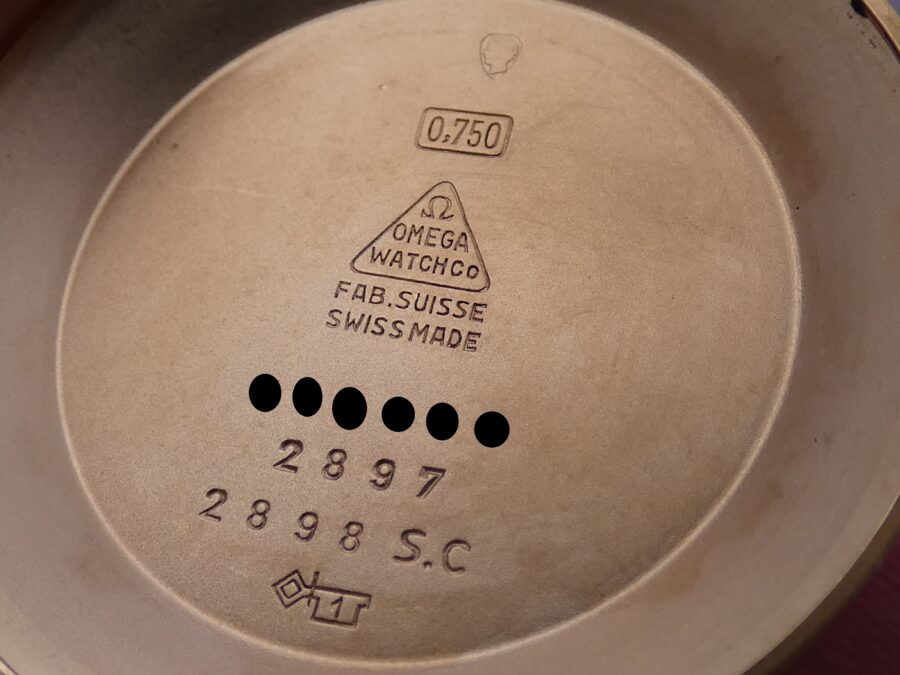 0,750
Ω
OMEGA
WATCH Co
FAB. SUISSE
SWISS MADE
2897
2898 S.C
1